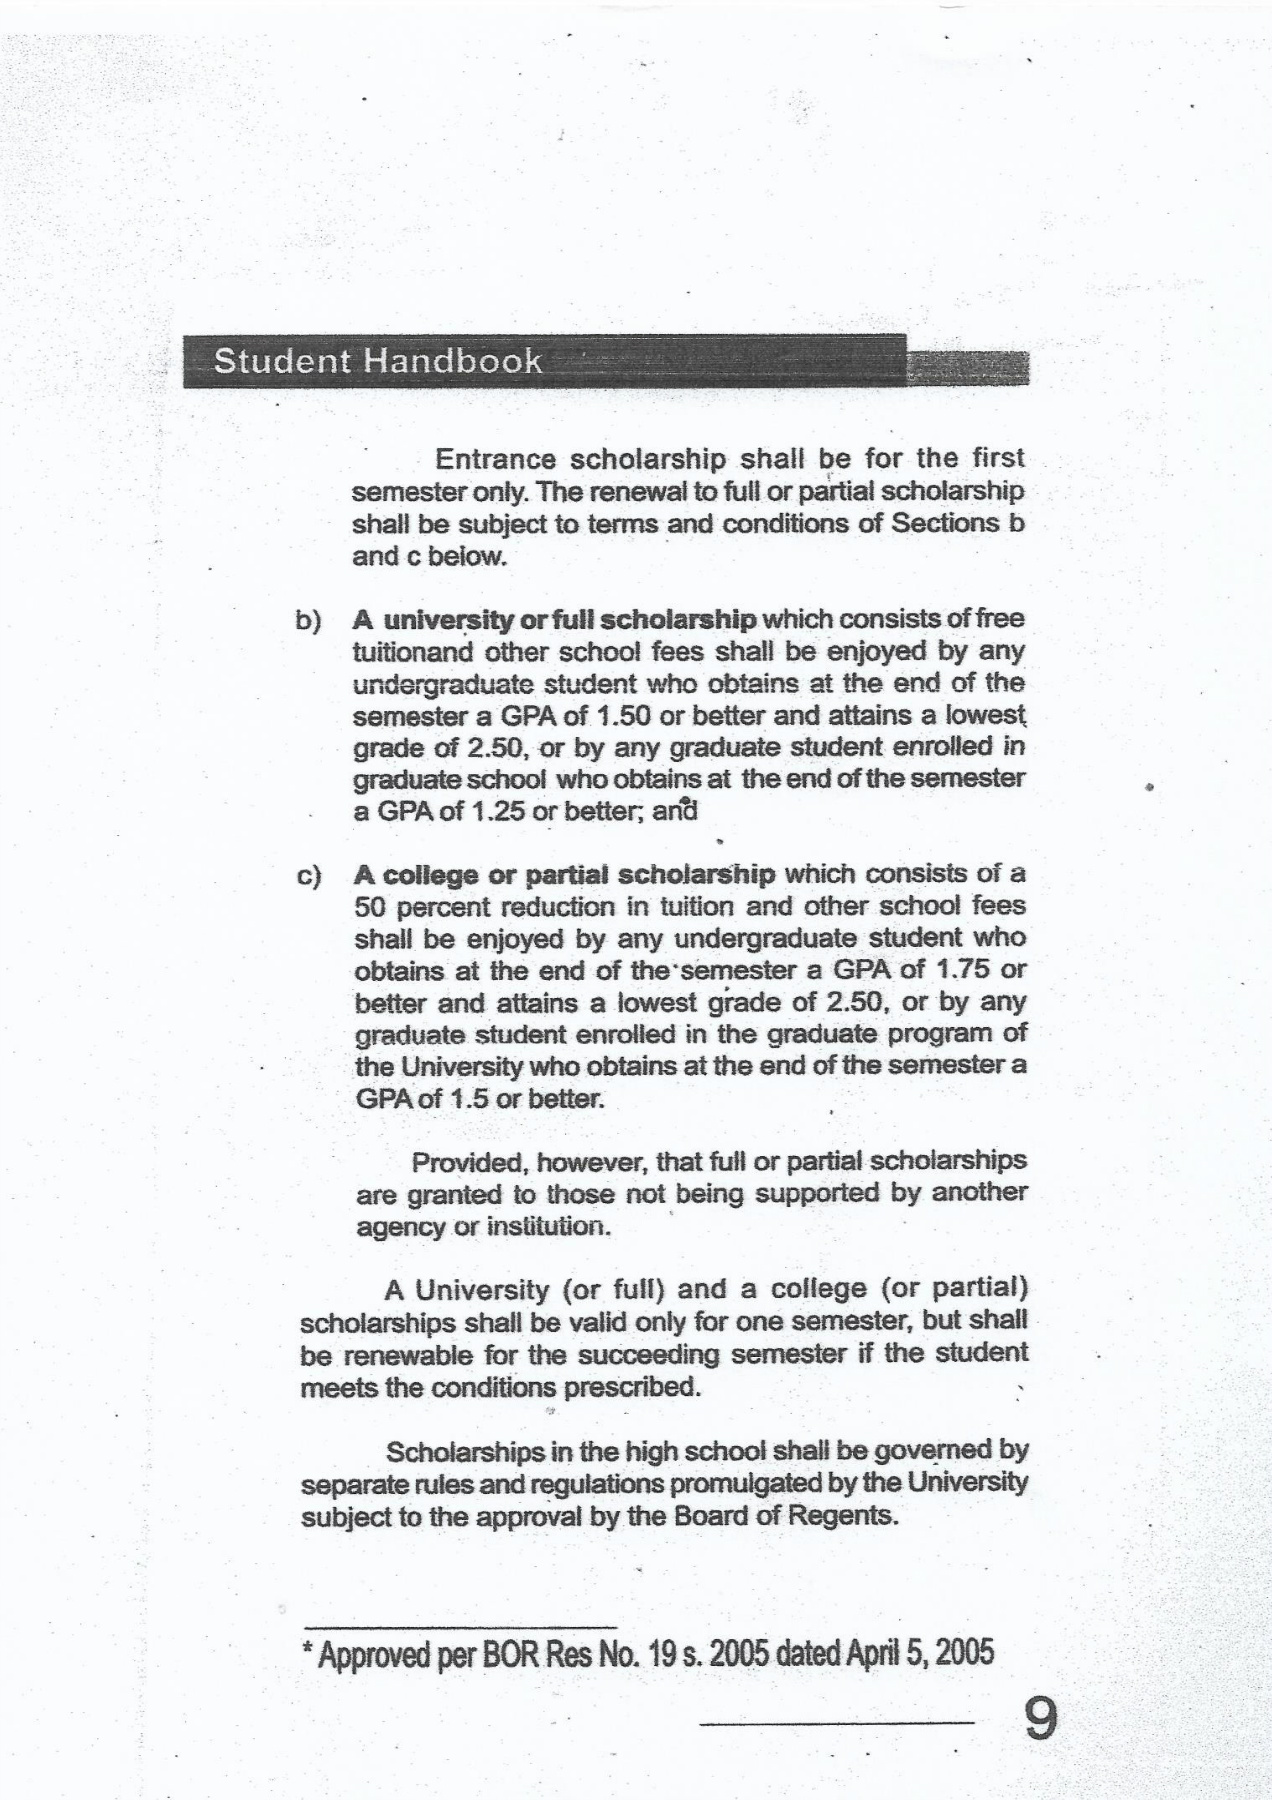 Student Handbook
Entrance scholarship shall be for the first
semester only. The renewal to full or partial scholarship
shall be subject to terms and conditions of Sections b
and c below.
b) A university or full scholarship which consists of free
tuitionand other school fees shall be enjoyed by any
undergraduate student who obtains at the end of the
semester a GPA of 1.50 or better and attains a lowest
grade of 2.50, or by any graduate student enrolled in
graduate school who obtains at the end of the semester
a GPA of 1.25 or better; and
c) A college or partial scholarship which consists of a
50 percent reduction in tuition and other school fees
shall be enjoyed by any undergraduate student who
obtains at the end of the semester a GPA of 1.75 or
better and attains a lowest grade of 2.50, or by any
graduate student enrolled in the graduate program of
the University who obtains at the end of the semester a
GPA of 1.5 or better.
Provided, however, that full or partial scholarships
are granted to those not being supported by another
agency or institution.
A University (or full) and a college (or partial)
scholarships shall be valid only for one semester, but shall
be renewable for the succeeding semester if the student
meets the conditions prescribed.
Scholarships in the high school shall be governed by
separate rules and regulations promulgated by the University
subject to the approval by the Board of Regents.
* Approved per BOR Res No. 19 s. 2005 dated April 5, 2005
9